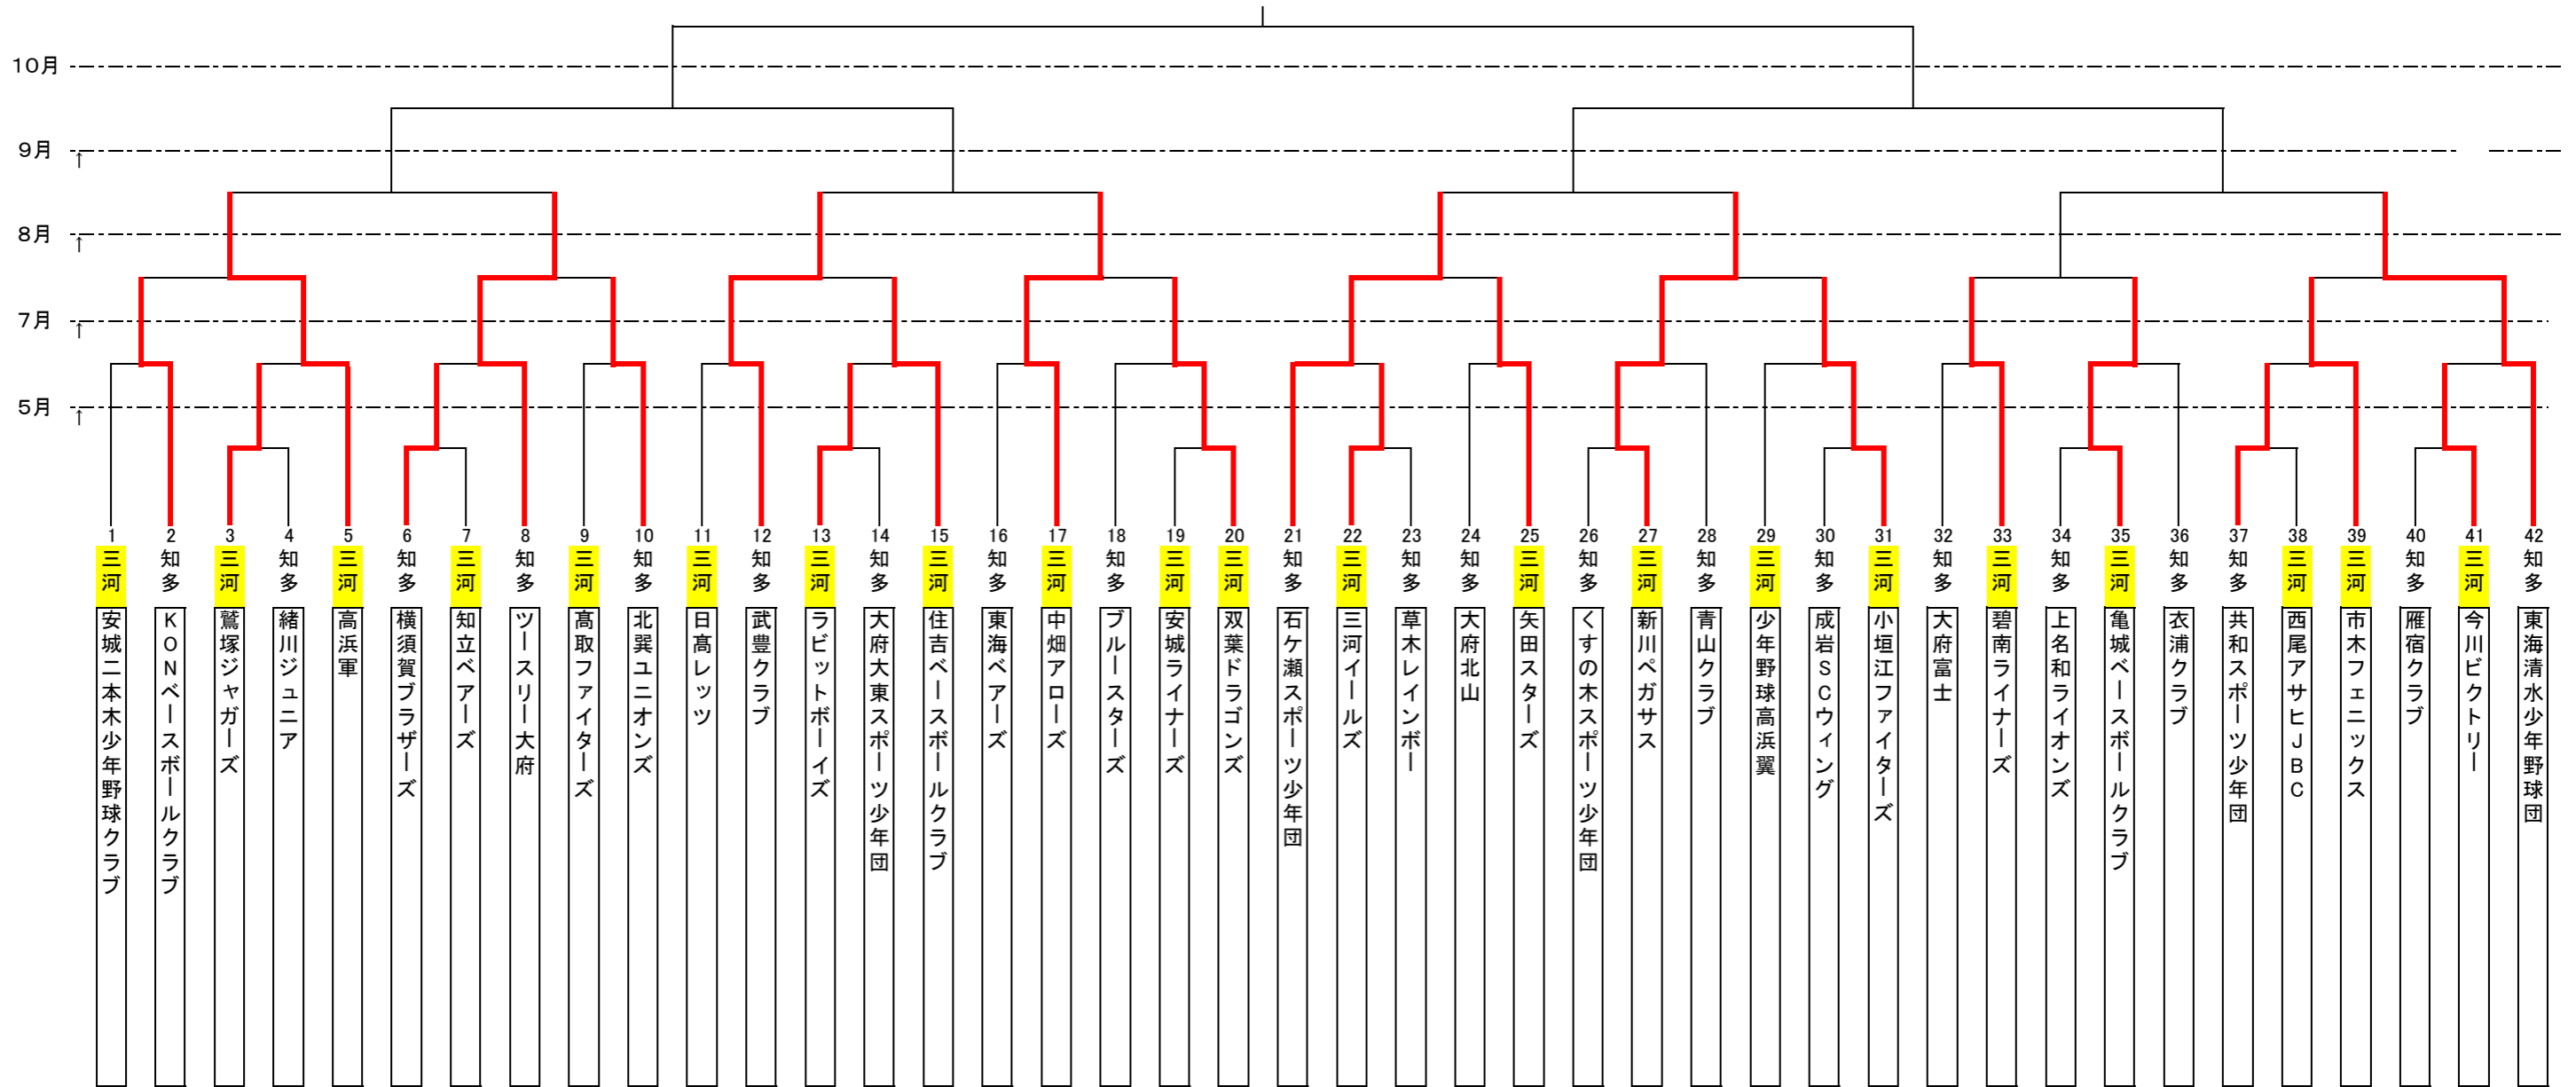 10月
9月 ↑
8月 ↑
7月 ↑
5月 ↑
1 三河 安城二本木少年野球クラブ
2 知多 KONベースボールクラブ
3 三河 鷲塚ジャガーズ
4 知多 緒川ジュニア
5 三河 高浜軍
6 知多 横須賀ブラザーズ
7 三河 知立ベアーズ
8 知多 ツースリー大府
9 三河 髙取ファイターズ
10 知多 北巽ユニオンズ
11 三河 日髙レッツ
12 知多 武豊クラブ
13 三河 ラビットボーイズ
14 知多 大府大東スポーツ少年団
15 三河 住吉ベースボールクラブ
16 知多 東海ベアーズ
17 三河 中畑アローズ
18 知多 ブルースターズ
19 三河 安城ライナーズ
20 三河 双葉ドラゴンズ
21 知多 石ケ瀬スポーツ少年団
22 三河 三河イールズ
23 知多 草木レインボー
24 知多 大府北山
25 三河 矢田スターズ
26 知多 くすの木スポーツ少年団
27 三河 新川ペガサス
28 知多 青山クラブ
29 三河 少年野球高浜翼
30 知多 成岩SCウィング
31 三河 小垣江ファイターズ
32 知多 大府富士
33 三河 碧南ライナーズ
34 知多 上名和ライオンズ
35 三河 亀城ベースボールクラブ
36 知多 衣浦クラブ
37 知多 共和スポーツ少年団
38 三河 西尾アサヒJBC
39 三河 市木フェニックス
40 知多 雁宿クラブ
41 三河 今川ビクトリー
42 知多 東海清水少年野球団